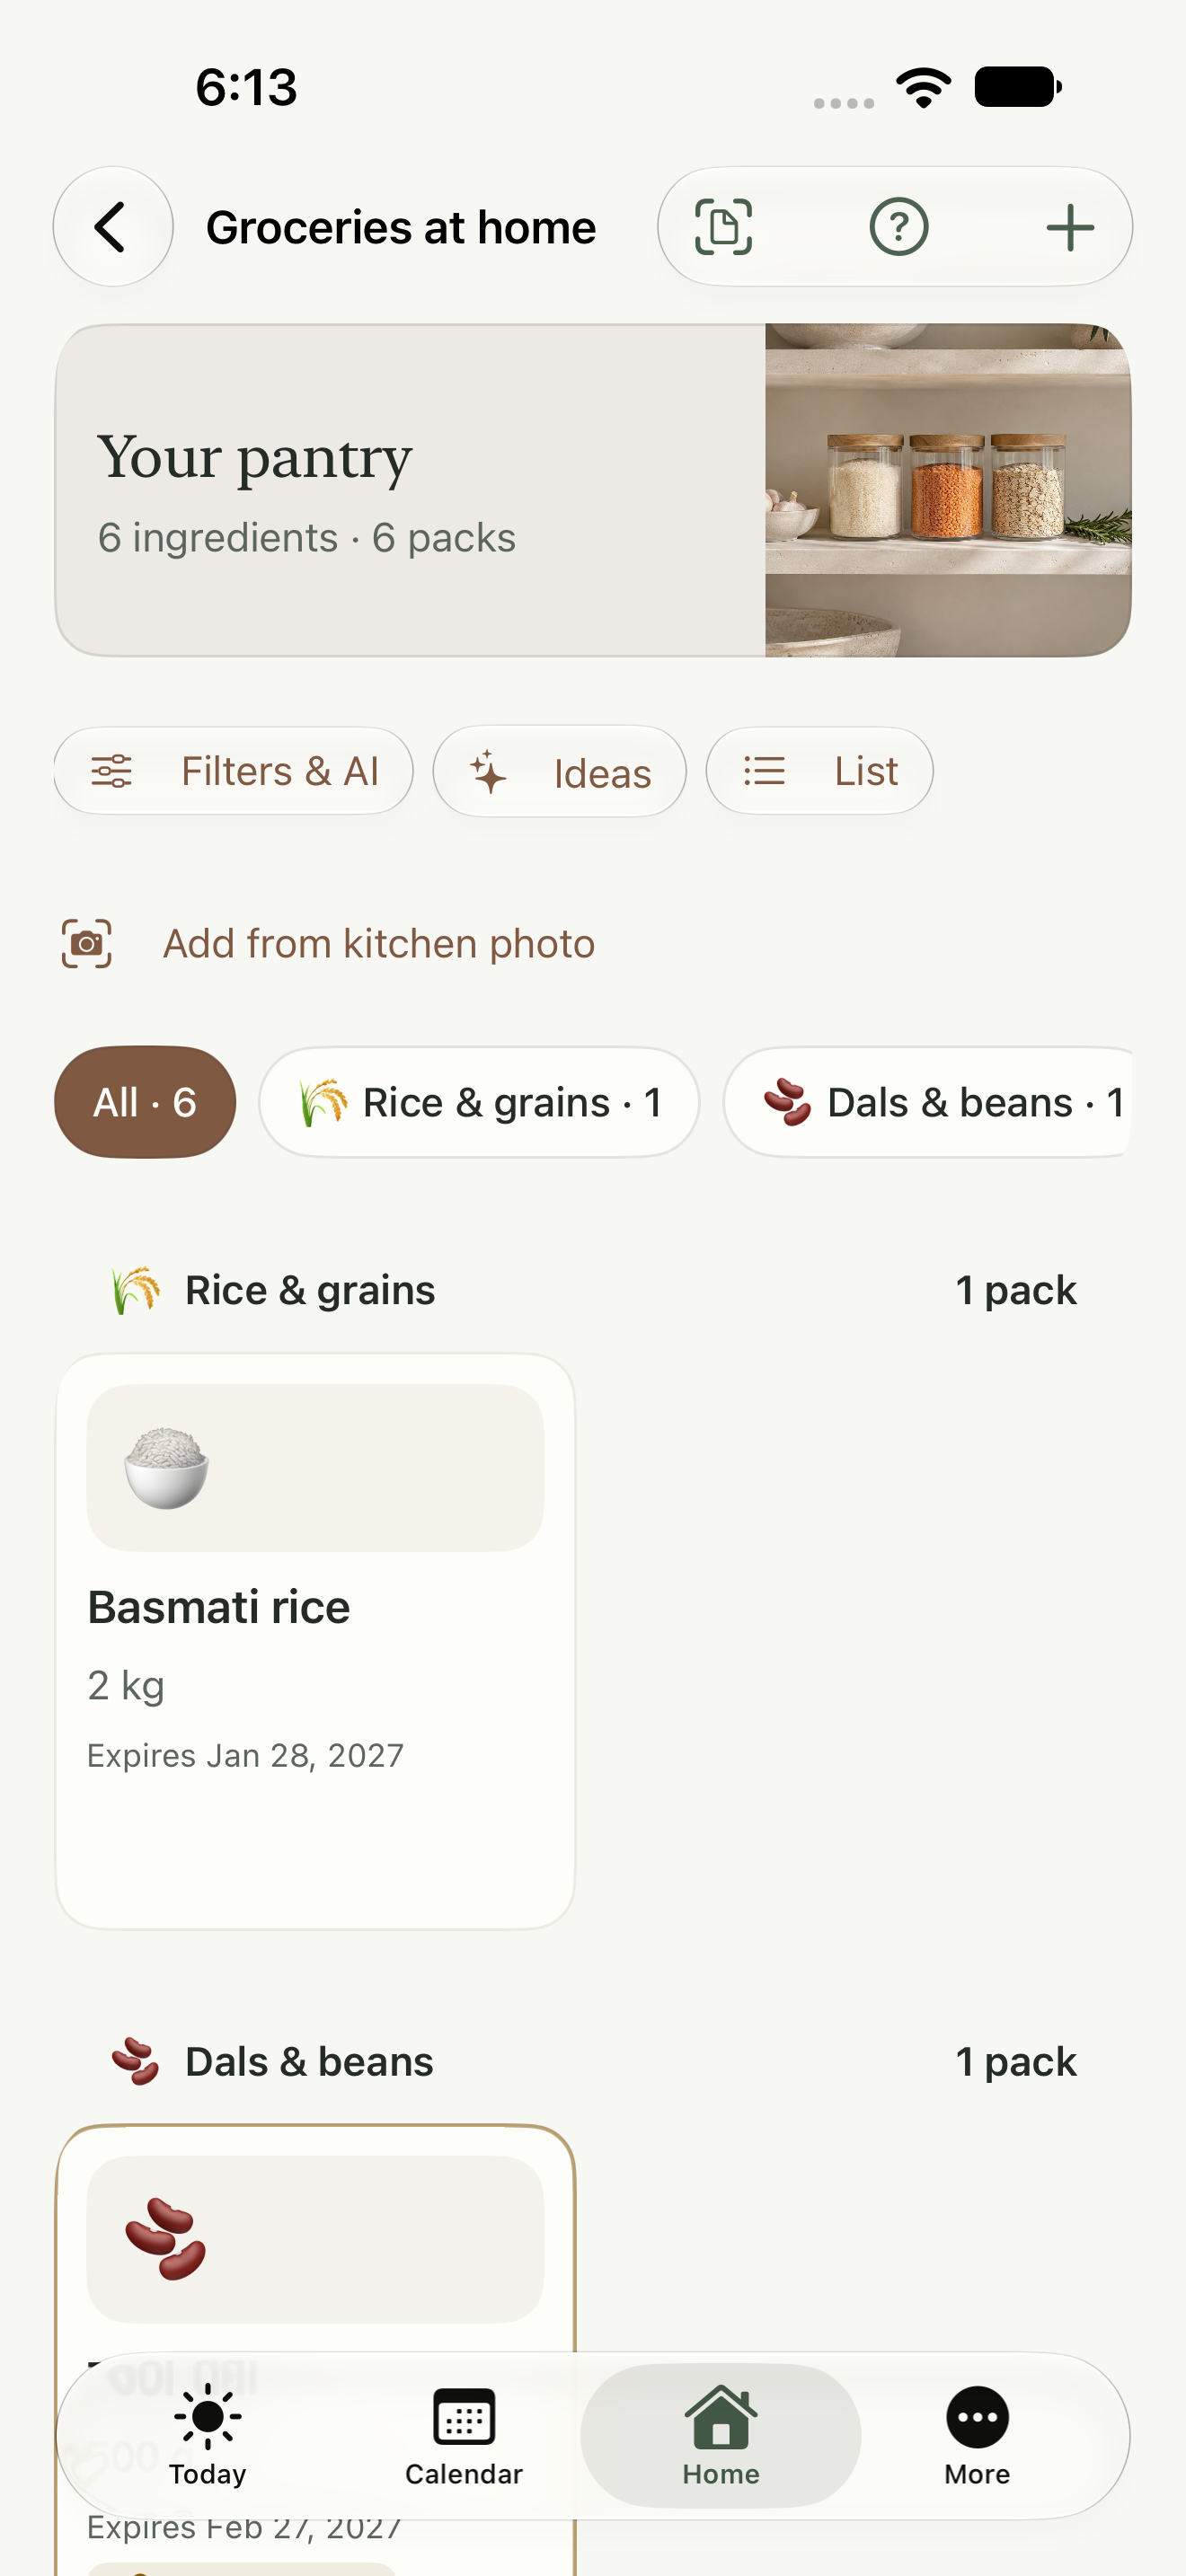 6:13
Groceries at home
Your pantry
6 ingredients · 6 packs
Filters & AI
Ideas
List
Add from kitchen photo
All · 6
Rice & grains · 1
Dals & beans · 1
Rice & grains
1 pack
Basmati rice
2 kg
Expires Jan 28, 2027
Dals & beans
1 pack
500 g
Today
Calendar
Home
More
Expires Feb 27, 2027